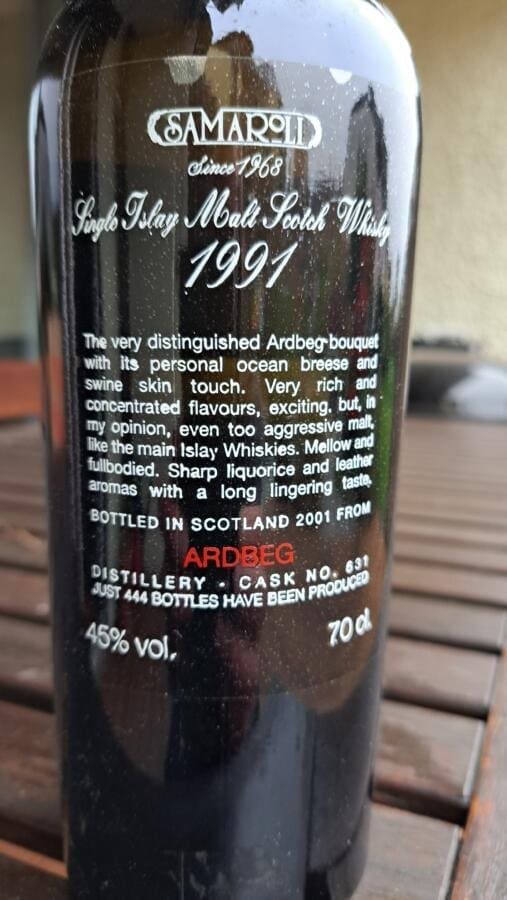 SAMAROLI
Since 1968
Single Islay Malt Scotch Whisky
1991
The very distinguished Ardbeg bouquet
with its personal ocean breese and
swine skin touch. Very rich and
concentrated flavours, exciting. but, in
my opinion, even too aggressive malt,
like the main Islay Whiskies. Mellow and
fullbodied. Sharp liquorice and leather
aromas with a long lingering taste.
BOTTLED IN SCOTLAND 2001 FROM
ARDBEG
DISTILLERY - CASK NO. 631
JUST 444 BOTTLES HAVE BEEN PRODUCED
45% vol.
70 cl.